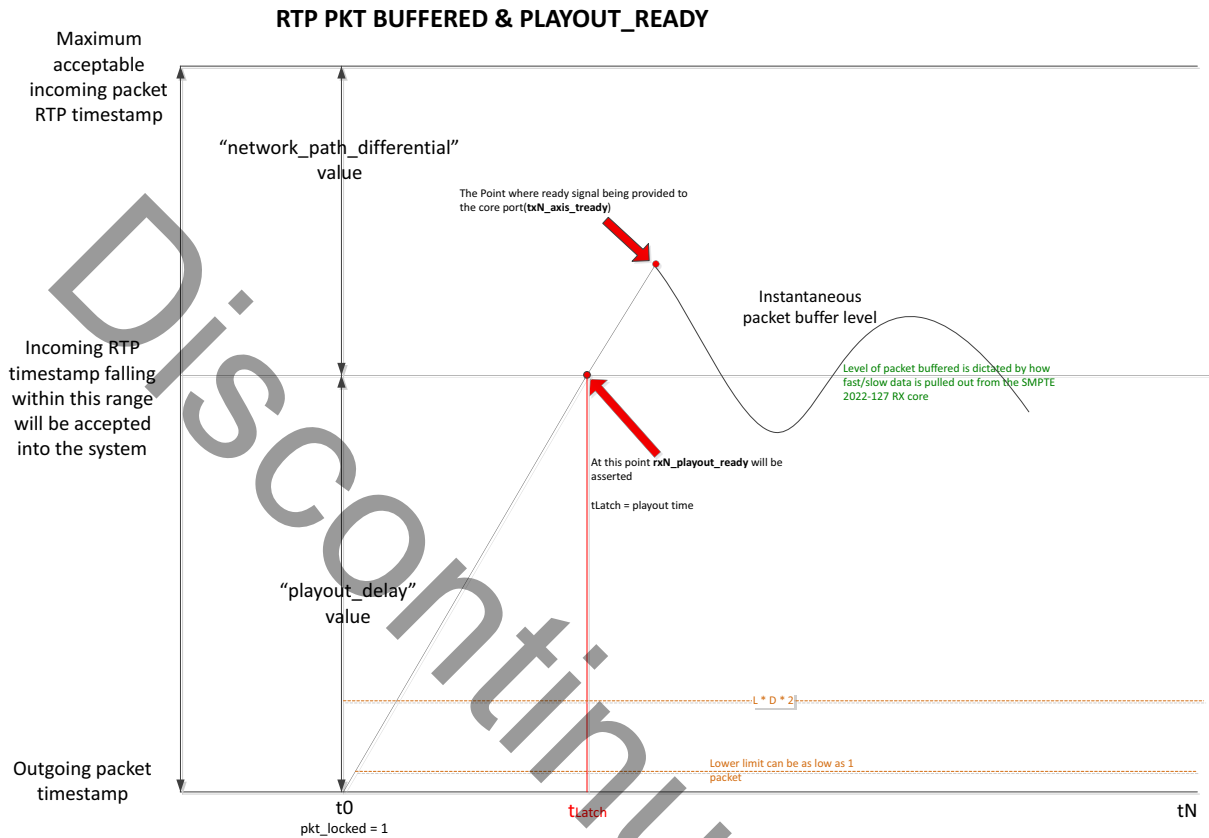 RTP PKT BUFFERED & PLAYOUT_READY
Maximum
acceptable
incoming packet
RTP timestamp
“network_path_differential”
value
The Point where ready signal being provided to
the core port(txN_axis_tready)
Instantaneous
packet buffer level
Incoming RTP
timestamp falling
within this range
will be accepted
into the system
Level of packet buffered is dictated by how
fast/slow data is pulled out from the SMPTE
2022-127 RX core
At this point rxN_playout_ready will be
asserted
tLatch = playout time
“playout_delay”
value
L * D * 2
Lower limit can be as low as 1
packet
Outgoing packet
timestamp
t0
tLatch
tN
pkt_locked = 1
Discontinu